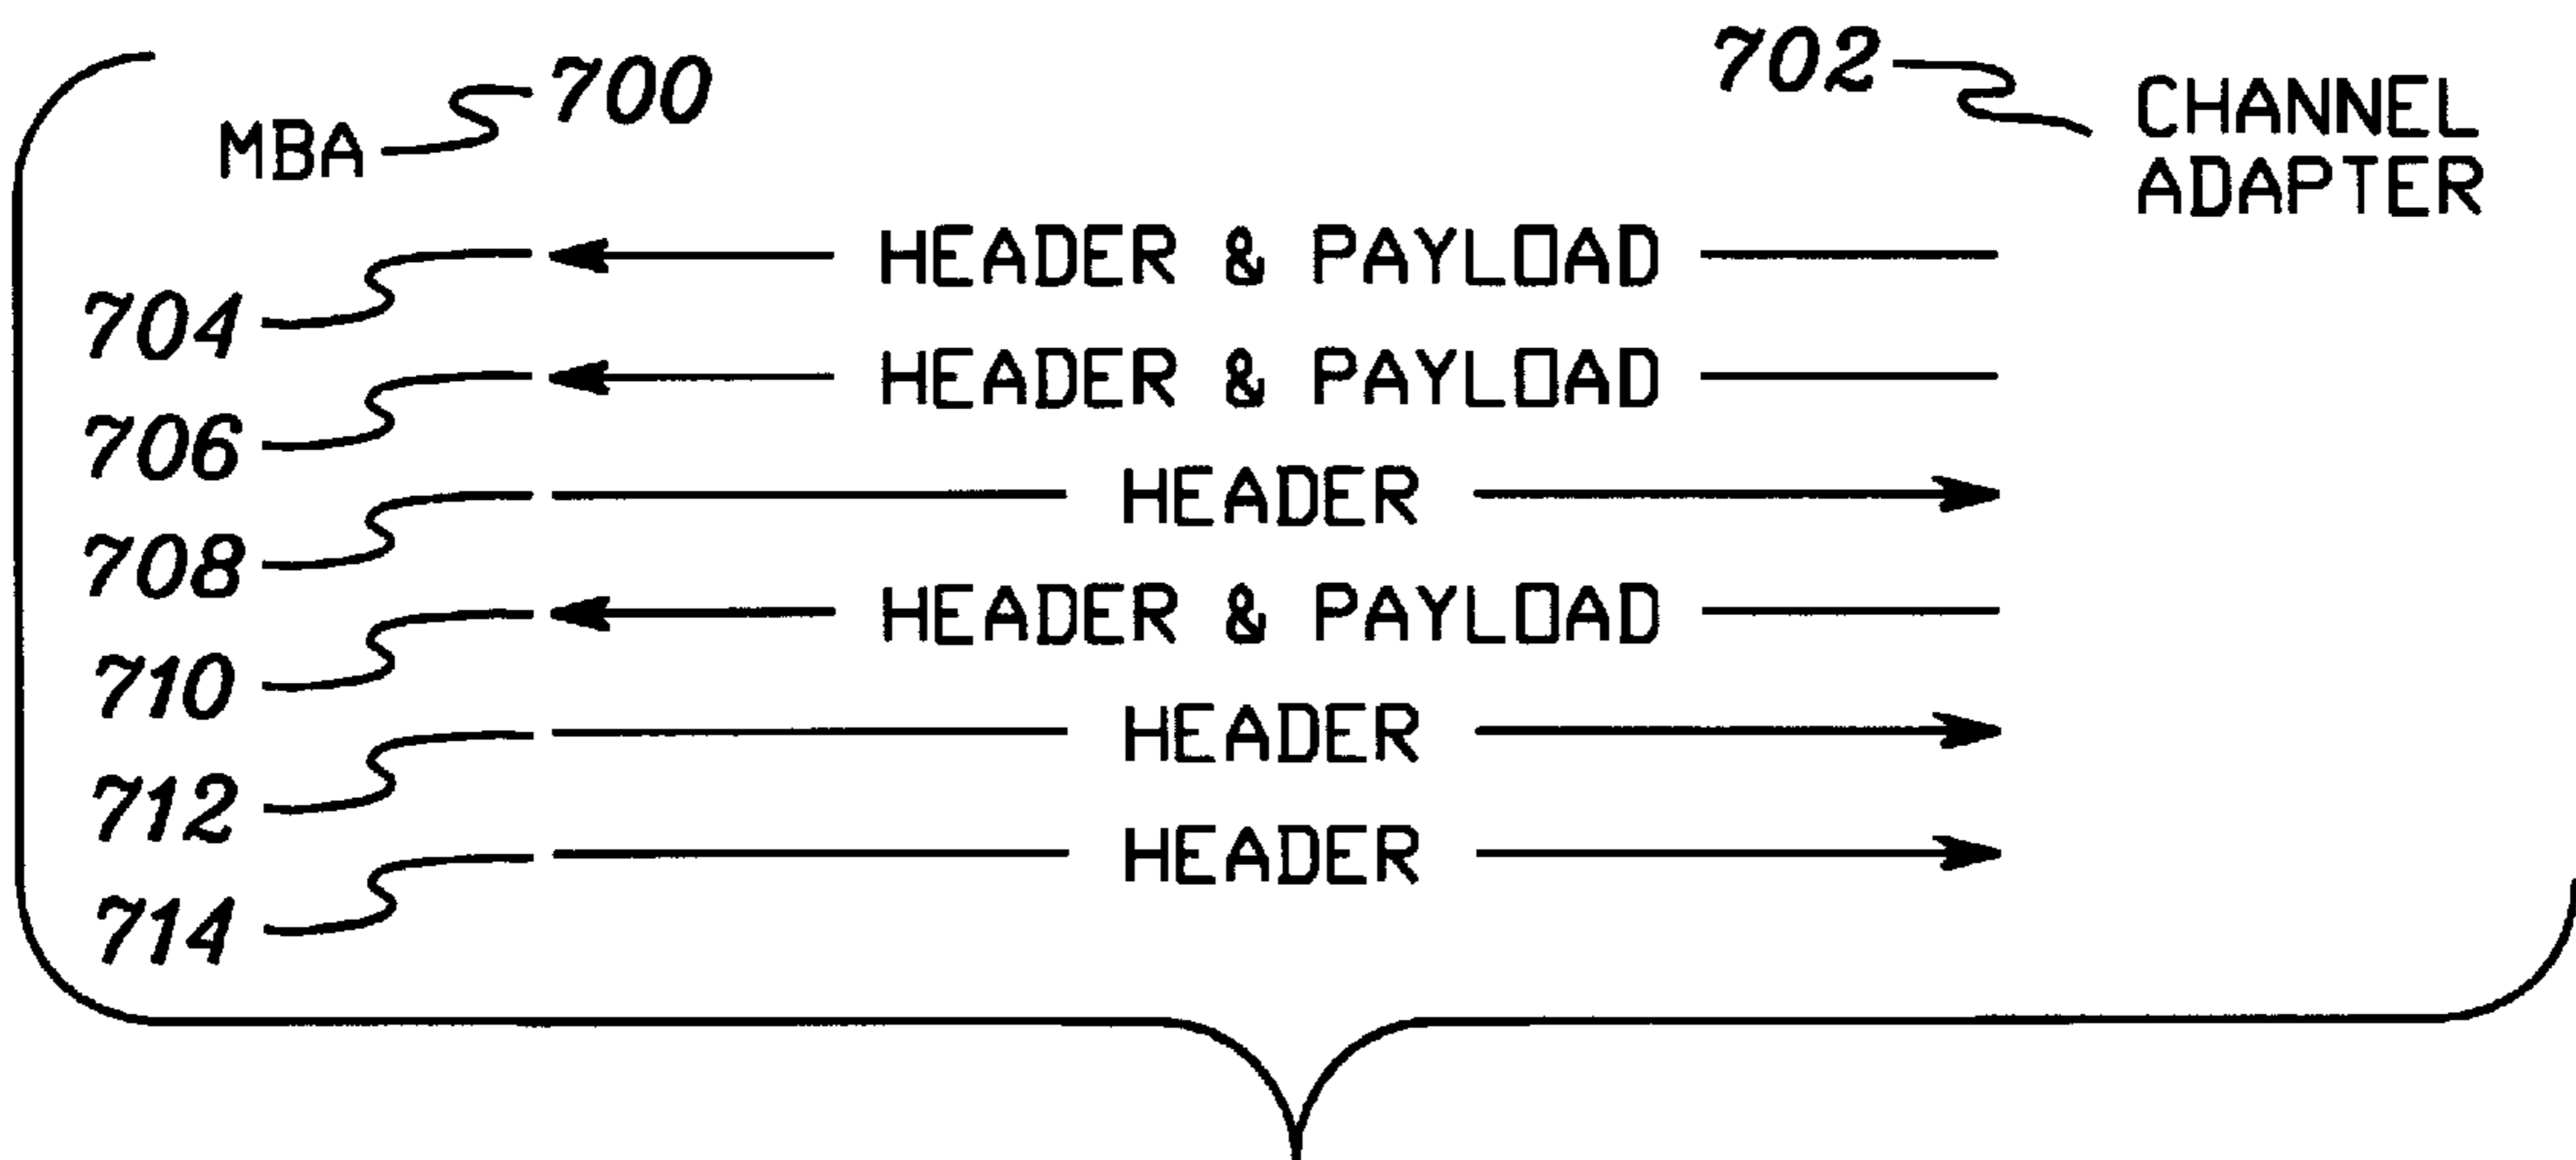 MBA 700
702 CHANNEL
ADAPTER
704 HEADER & PAYLOAD
706 HEADER & PAYLOAD
708 HEADER
710 HEADER & PAYLOAD
712 HEADER
714 HEADER